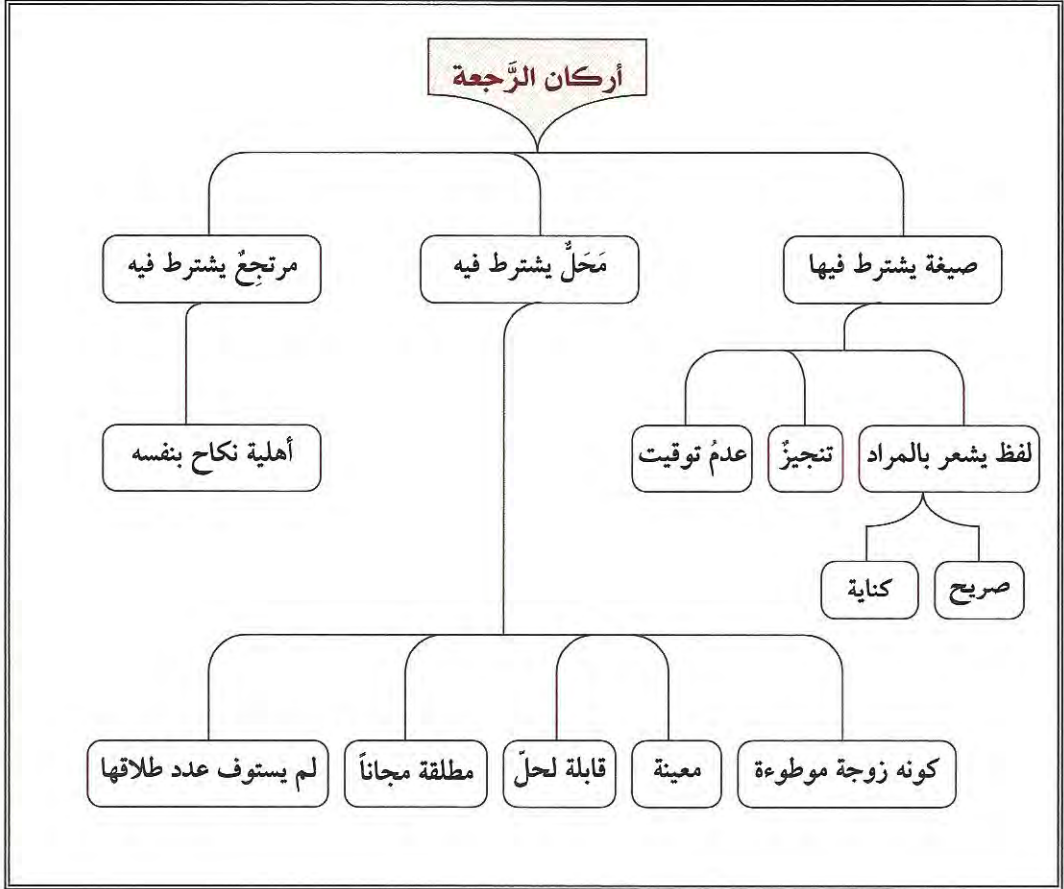 أركان الرَّجعة
صيغة يشترط فيها
مَحَلٌّ يشترط فيه
مرتجِعٌ يشترط فيه
لفظ يشعر بالمراد
تنجيزٌ
عدمُ توقيت
أهلية نكاح بنفسه
صريح
كناية
كونه زوجة موطوءة
معينة
قابلة لحلّ
مطلقة مجاناً
لم يستوف عدد طلاقها